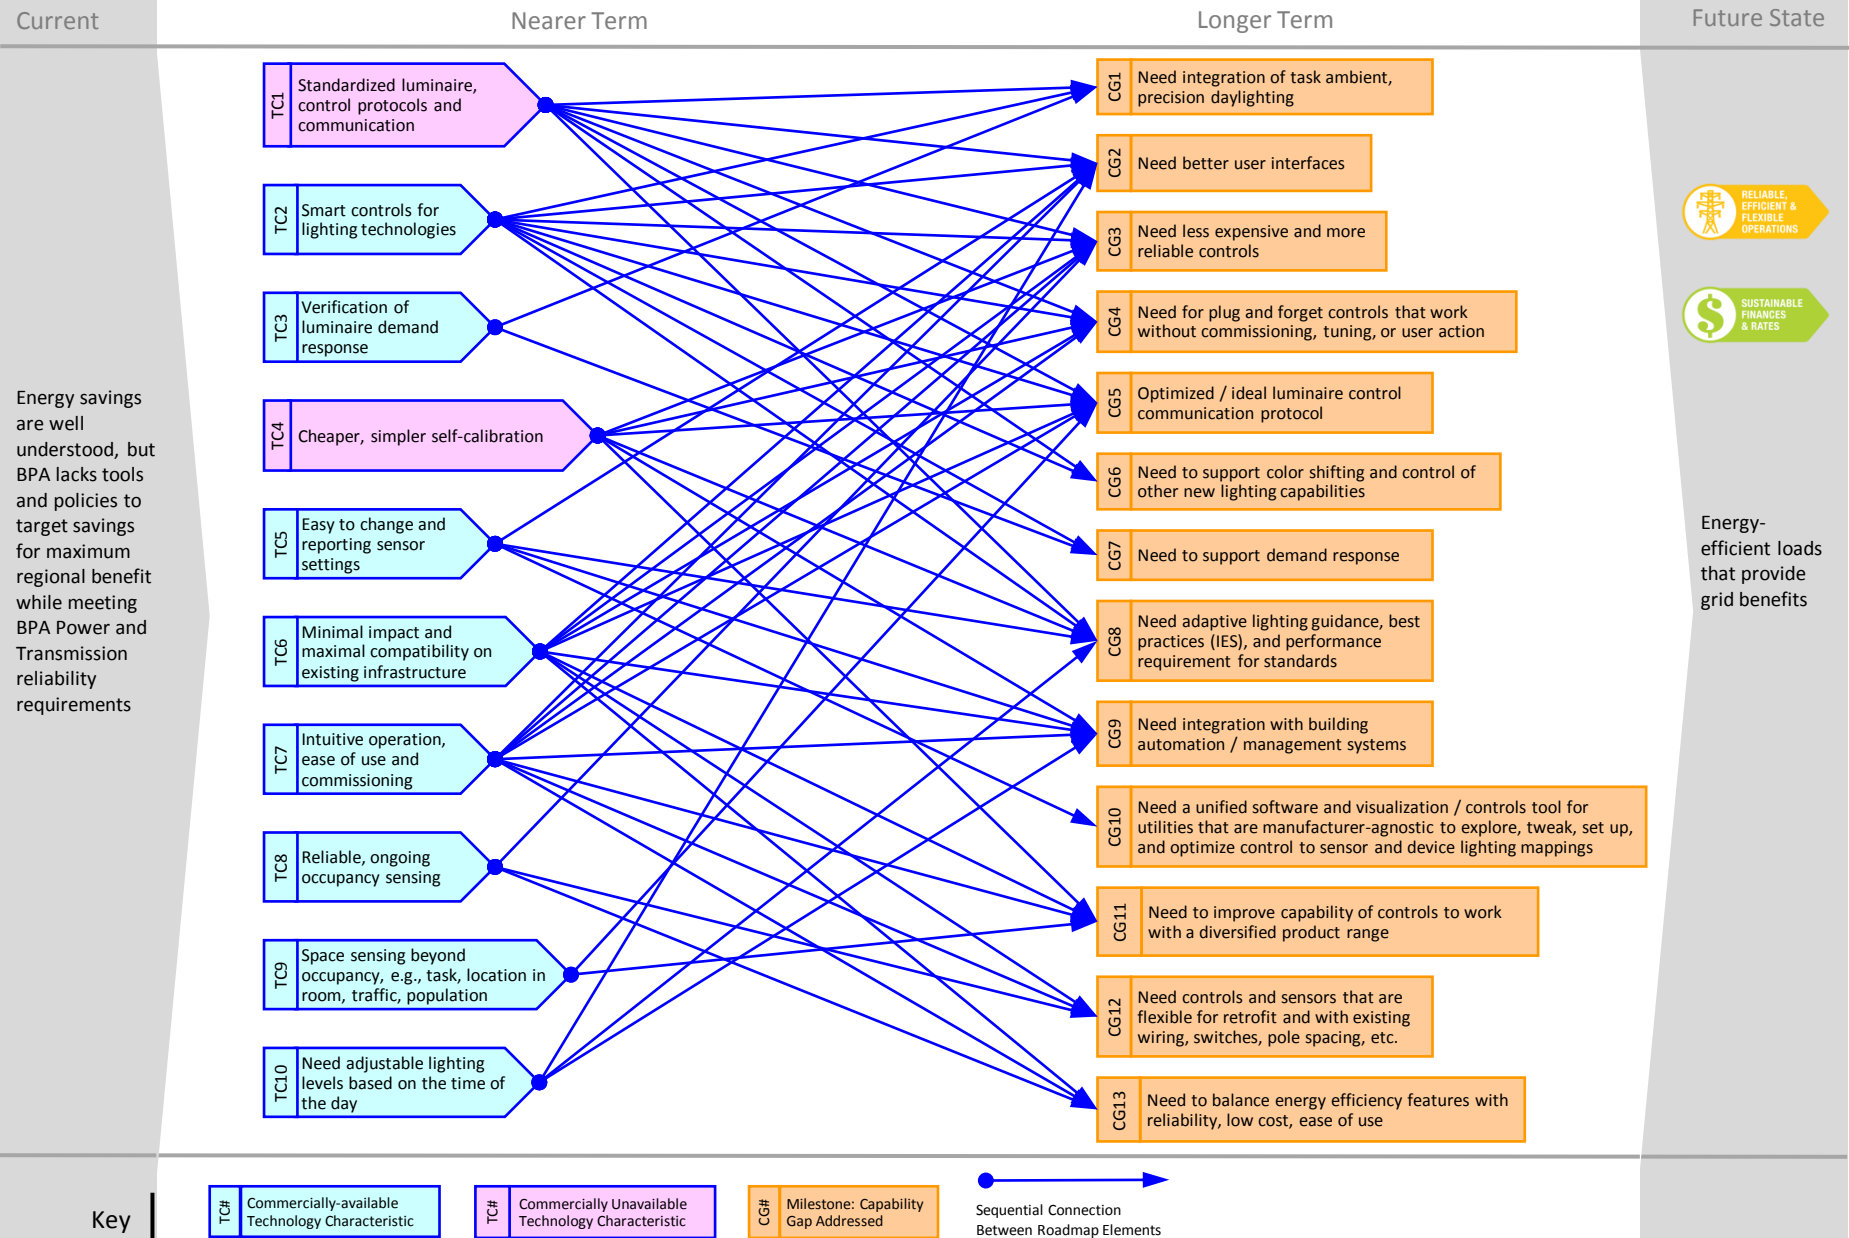 Current
Nearer Term
Longer Term
Future State
Energy savings
are well
understood, but
BPA lacks tools
and policies to
target savings
for maximum
regional benefit
while meeting
BPA Power and
Transmission
reliability
requirements
TC1
Standardized luminaire,
control protocols and
communication
TC2
Smart controls for
lighting technologies
TC3
Verification of
luminaire demand
response
TC4
Cheaper, simpler self-calibration
TC5
Easy to change and
reporting sensor
settings
TC6
Minimal impact and
maximal compatibility on
existing infrastructure
TC7
Intuitive operation,
ease of use and
commissioning
TC8
Reliable, ongoing
occupancy sensing
TC9
Space sensing beyond
occupancy, e.g., task, location in
room, traffic, population
TC10
Need adjustable lighting
levels based on the time of
the day
CG1
Need integration of task ambient,
precision daylighting
CG2
Need better user interfaces
CG3
Need less expensive and more
reliable controls
CG4
Need for plug and forget controls that work
without commissioning, tuning, or user action
CG5
Optimized / ideal luminaire control
communication protocol
CG6
Need to support color shifting and control of
other new lighting capabilities
CG7
Need to support demand response
CG8
Need adaptive lighting guidance, best
practices (IES), and performance
requirement for standards
CG9
Need integration with building
automation / management systems
CG10
Need a unified software and visualization / controls tool for
utilities that are manufacturer-agnostic to explore, tweak, set up,
and optimize control to sensor and device lighting mappings
CG11
Need to improve capability of controls to work
with a diversified product range
CG12
Need controls and sensors that are
flexible for retrofit and with existing
wiring, switches, pole spacing, etc.
CG13
Need to balance energy efficiency features with
reliability, low cost, ease of use
RELIABLE,
EFFICIENT &
FLEXIBLE
OPERATIONS
$
SUSTAINABLE
FINANCES
& RATES
Energy-
efficient loads
that provide
grid benefits
Key
TC#
Commercially-available
Technology Characteristic
TC#
Commercially Unavailable
Technology Characteristic
CG#
Milestone: Capability
Gap Addressed
Sequential Connection
Between Roadmap Elements